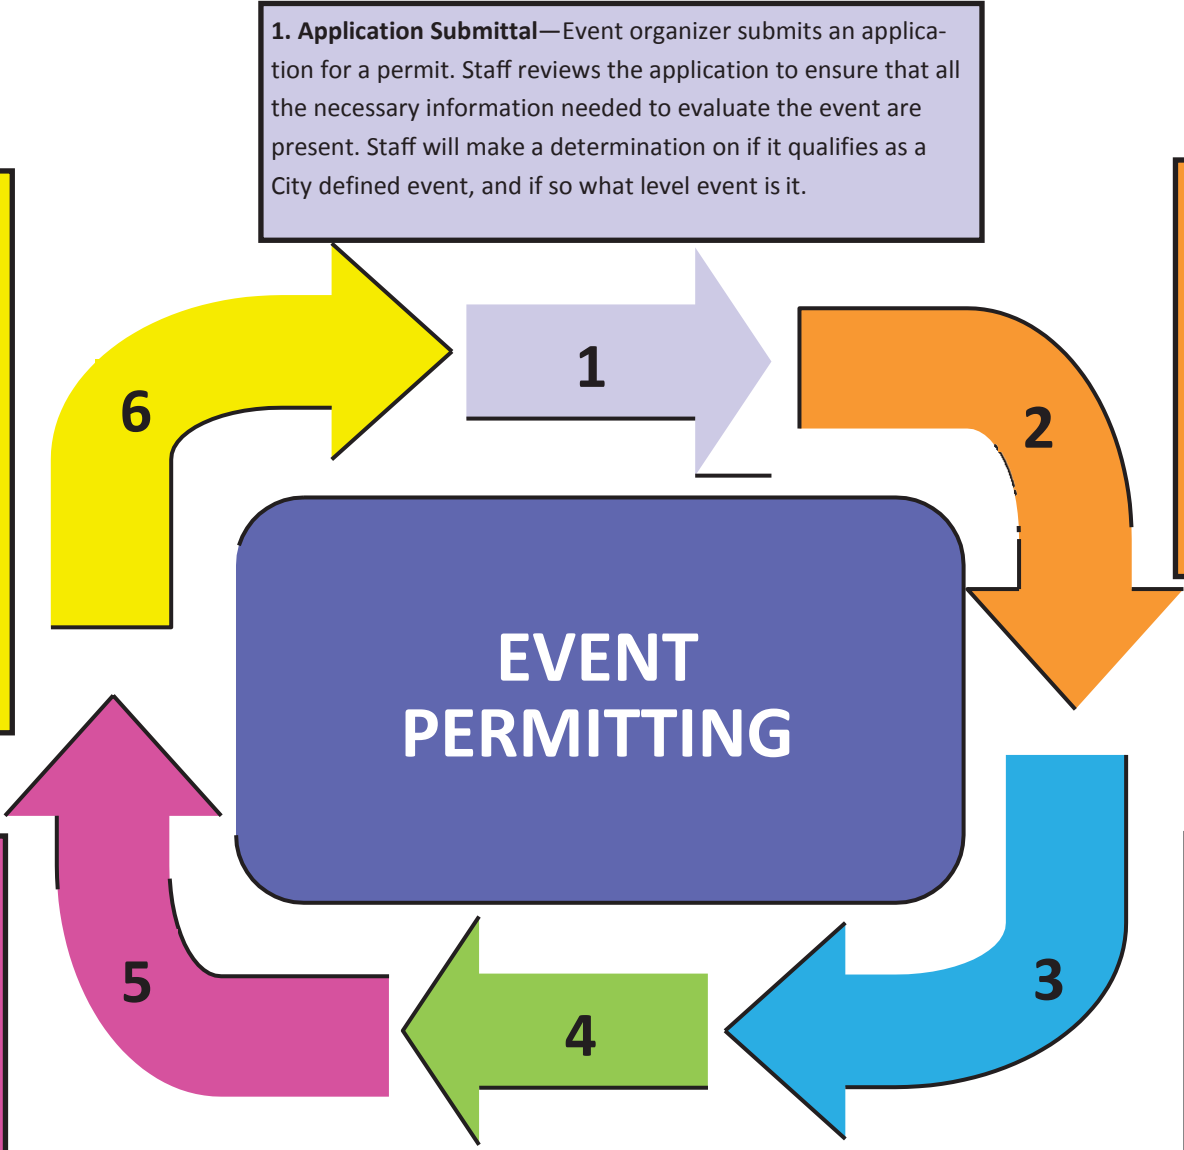 1. Application Submittal—Event organizer submits an applica-
tion for a permit. Staff reviews the application to ensure that all
the necessary information needed to evaluate the event are
present. Staff will make a determination on if it qualifies as a
City defined event, and if so what level event is it.
6
1
2
EVENT
PERMITTING
5
4
3